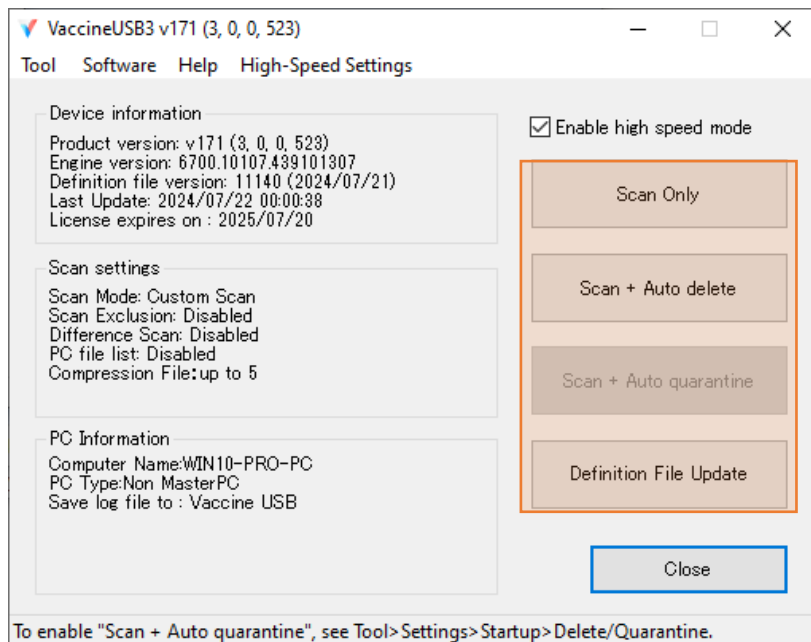 VaccineUSB3 v171 (3, 0, 0, 523)
Tool Software Help High-Speed Settings
Device information
Product version: v171 (3, 0, 0, 523)
Engine version: 6700.10107.439101307
Definition file version: 11140 (2024/07/21)
Last Update: 2024/07/22 00:00:38
License expires on : 2025/07/20
Scan settings
Scan Mode: Custom Scan
Scan Exclusion: Disabled
Difference Scan: Disabled
PC file list: Disabled
Compression File:up to 5
PC Information
Computer Name:WIN10-PRO-PC
PC Type:Non MasterPC
Save log file to : Vaccine USB
Enable high speed mode
Scan Only
Scan + Auto delete
Scan + Auto quarantine
Definition File Update
Close
To enable "Scan + Auto quarantine", see Tool>Settings>Startup>Delete/Quarantine.